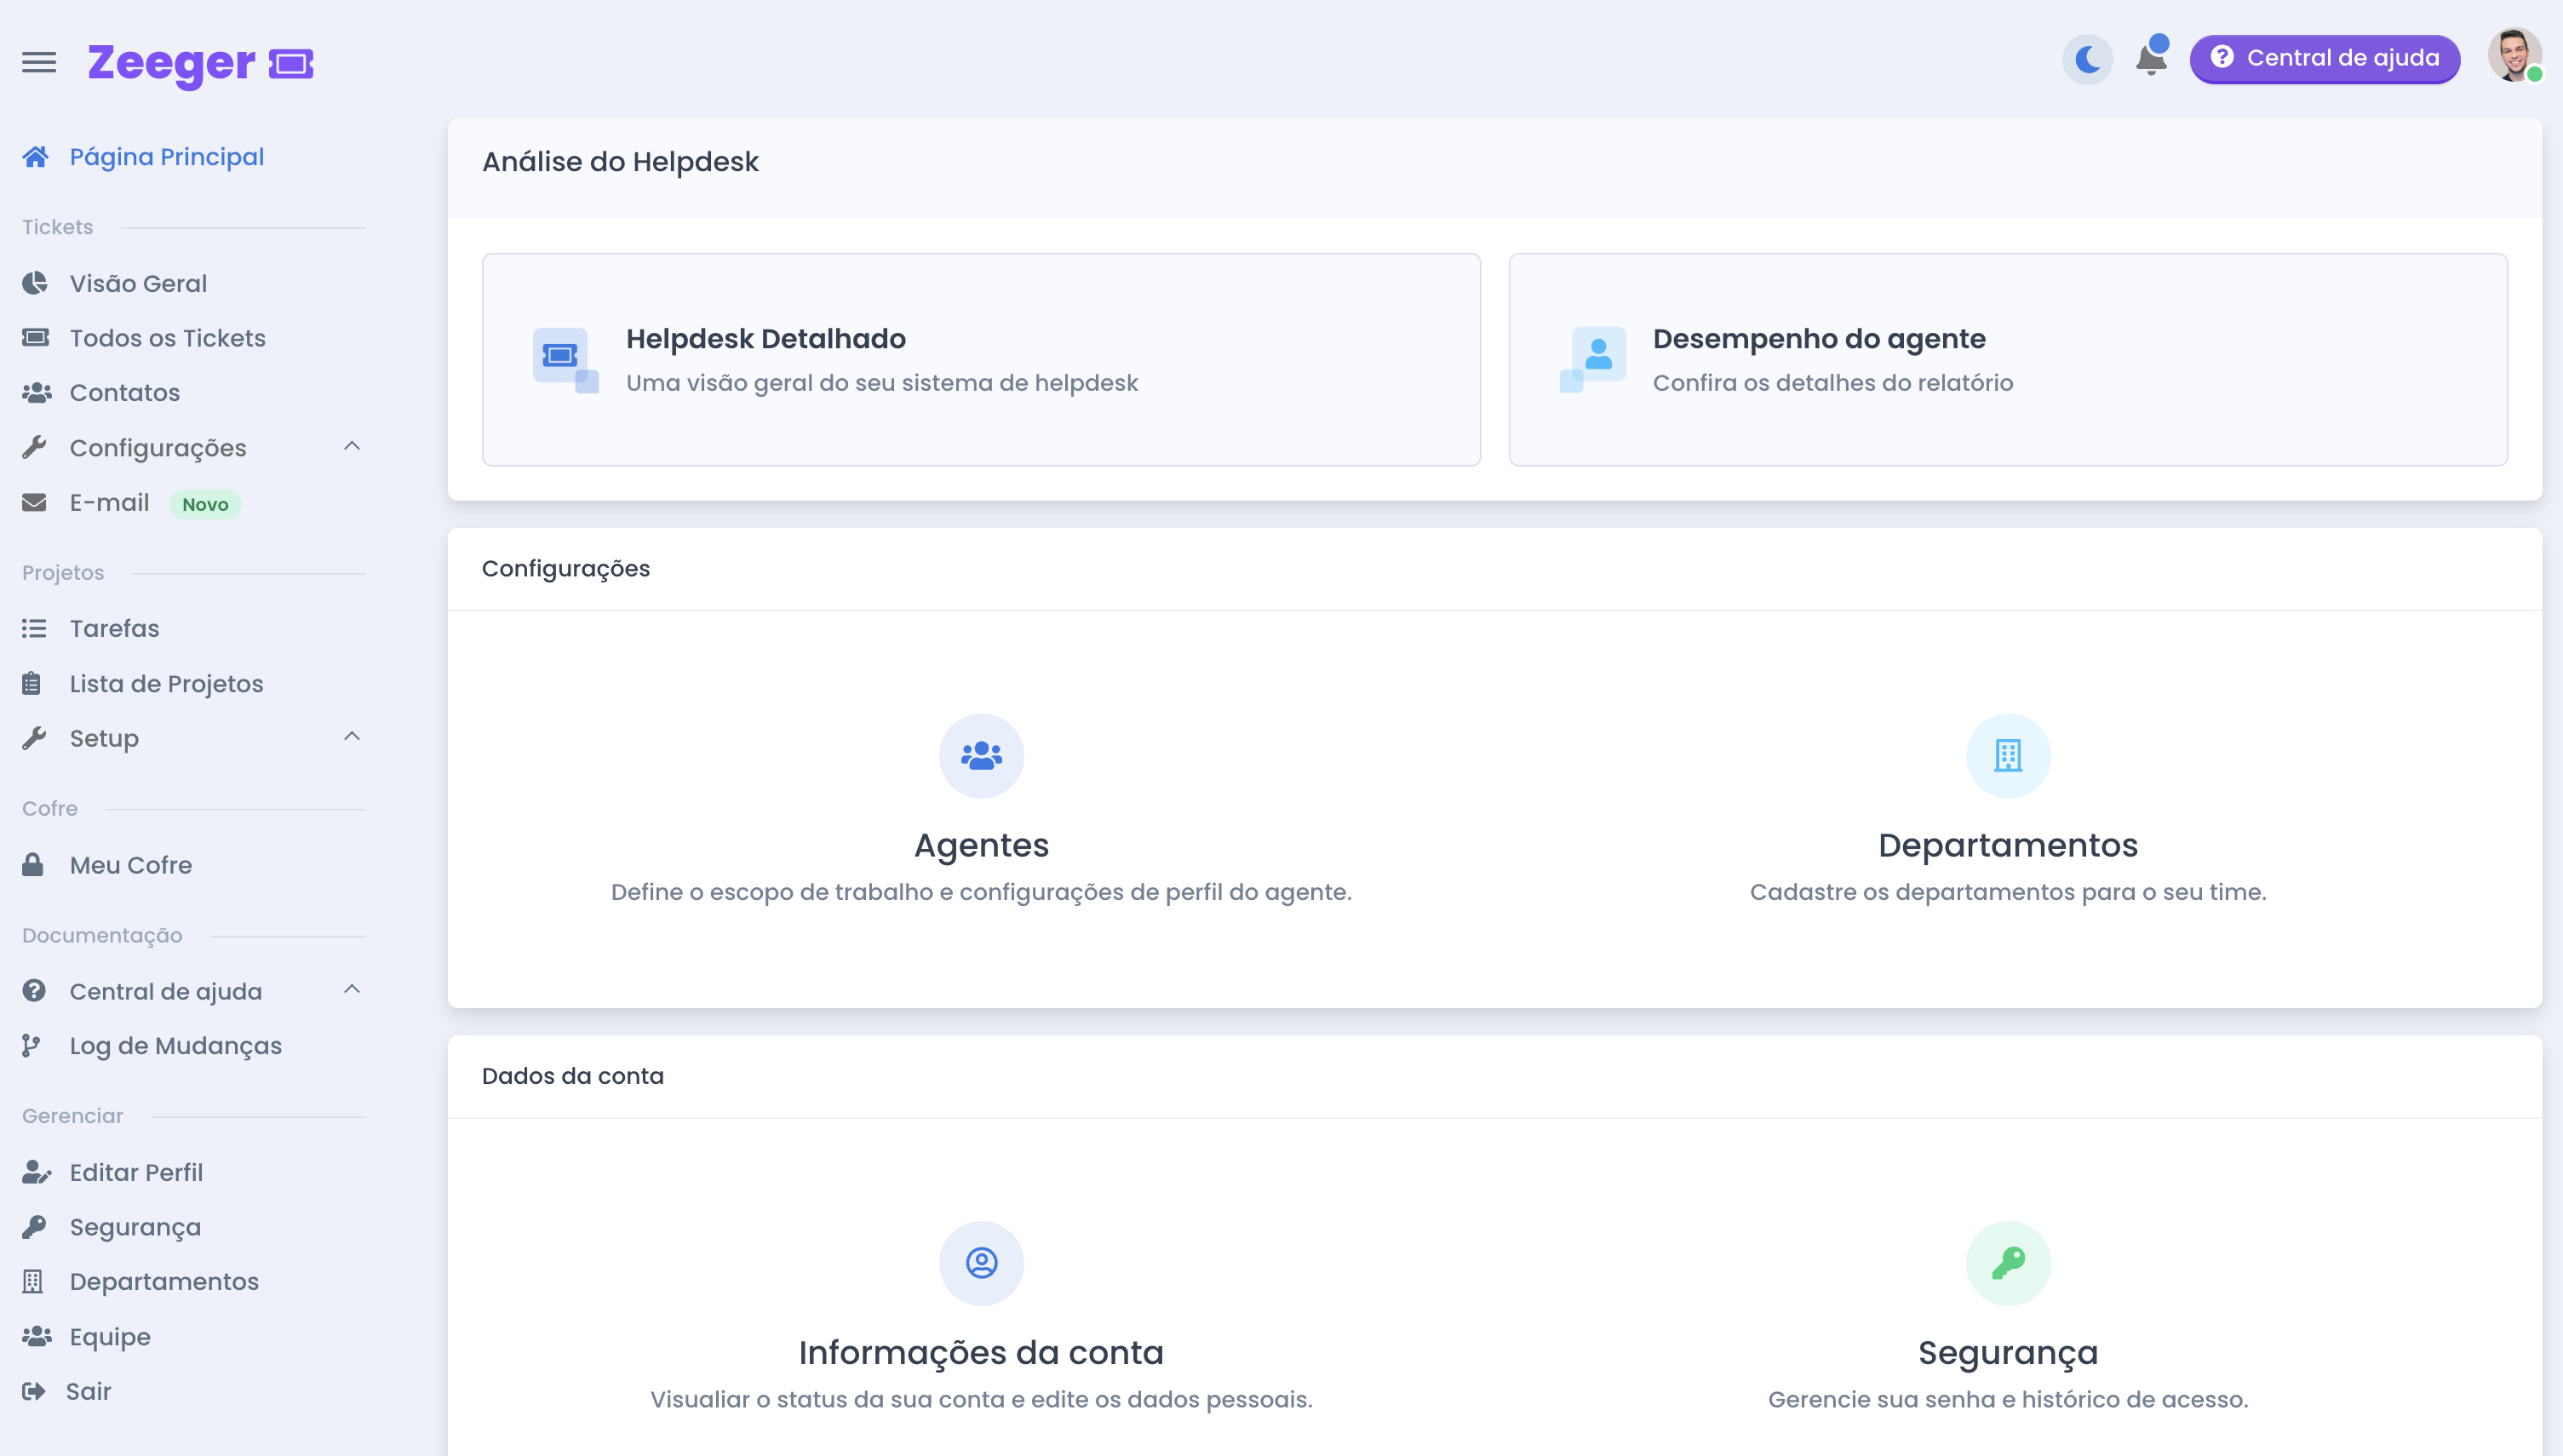 Zeeger
Central de ajuda
Página Principal
Tickets
Visão Geral
Todos os Tickets
Contatos
Configurações
E-mail Novo
Projetos
Tarefas
Lista de Projetos
Setup
Cofre
Meu Cofre
Documentação
Central de ajuda
Log de Mudanças
Gerenciar
Editar Perfil
Segurança
Departamentos
Equipe
Sair
Análise do Helpdesk
Helpdesk Detalhado
Uma visão geral do seu sistema de helpdesk
Desempenho do agente
Confira os detalhes do relatório
Configurações
Agentes
Define o escopo de trabalho e configurações de perfil do agente.
Departamentos
Cadastre os departamentos para o seu time.
Dados da conta
Informações da conta
Visualiar o status da sua conta e edite os dados pessoais.
Segurança
Gerencie sua senha e histórico de acesso.